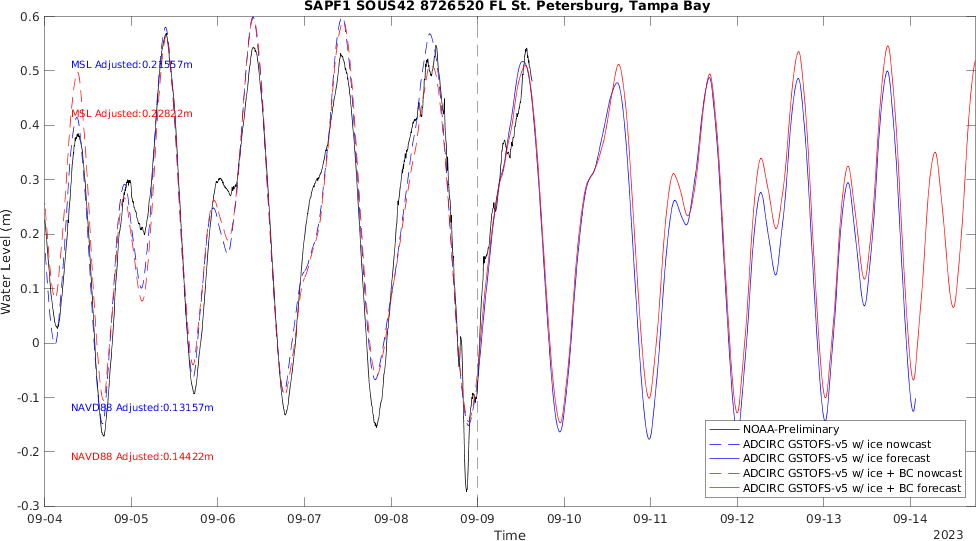 SAPF1 SOUS42 8726520 FL St. Petersburg, Tampa Bay
0.6
0.5
0.4
0.3
0.2
0.1
0
-0.1
-0.2
-0.3
Water Level (m)
MSL Adjusted:0.21557m
MSL Adjusted:0.22822m
NAVD88 Adjusted:0.13157m
NAVD88 Adjusted:0.14422m
NOAA-Preliminary
ADCIRC GSTOFS-v5 w/ ice nowcast
ADCIRC GSTOFS-v5 w/ ice forecast
ADCIRC GSTOFS-v5 w/ ice + BC nowcast
ADCIRC GSTOFS-v5 w/ ice + BC forecast
09-04 09-05 09-06 09-07 09-08 09-09 09-10 09-11 09-12 09-13 09-14
Time
2023